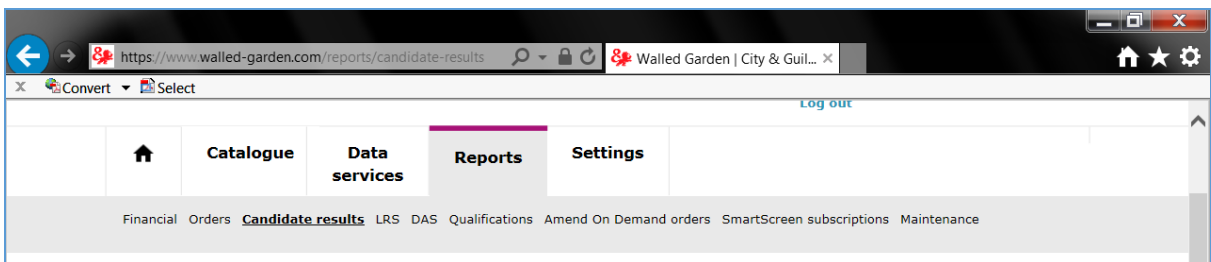 https://www.walled-garden.com/reports/candidate-results
Walled Garden | City & Guil...
Convert Select
Log out
Catalogue Data services Reports Settings
Financial Orders Candidate results LRS DAS Qualifications Amend On Demand orders SmartScreen subscriptions Maintenance